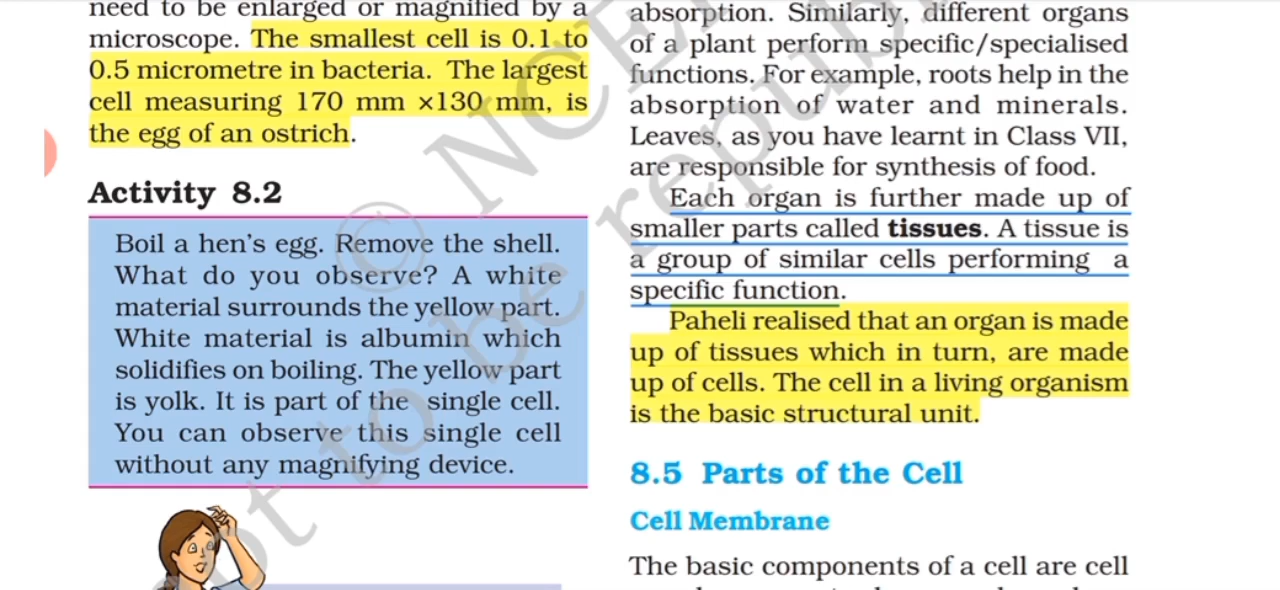 need to be enlarged or magnified by a
microscope. The smallest cell is 0.1 to
0.5 micrometre in bacteria. The largest
cell measuring 170 mm ×130 mm, is
the egg of an ostrich.
Activity 8.2
Boil a hen's egg. Remove the shell.
What do you observe? A white
material surrounds the yellow part.
White material is albumin which
solidifies on boiling. The yellow part
is yolk. It is part of the single cell.
You can observe this single cell
without any magnifying device.
absorption. Similarly, different organs
of a plant perform specific/specialised
functions. For example, roots help in the
absorption of water and minerals.
Leaves, as you have learnt in Class VII,
are responsible for synthesis of food.
Each organ is further made up of
smaller parts called tissues. A tissue is
a group of similar cells performing a
specific function.
Paheli realised that an organ is made
up of tissues which in turn, are made
up of cells. The cell in a living organism
is the basic structural unit.
8.5 Parts of the Cell
Cell Membrane
The basic components of a cell are cell
© NCE
not to be republ